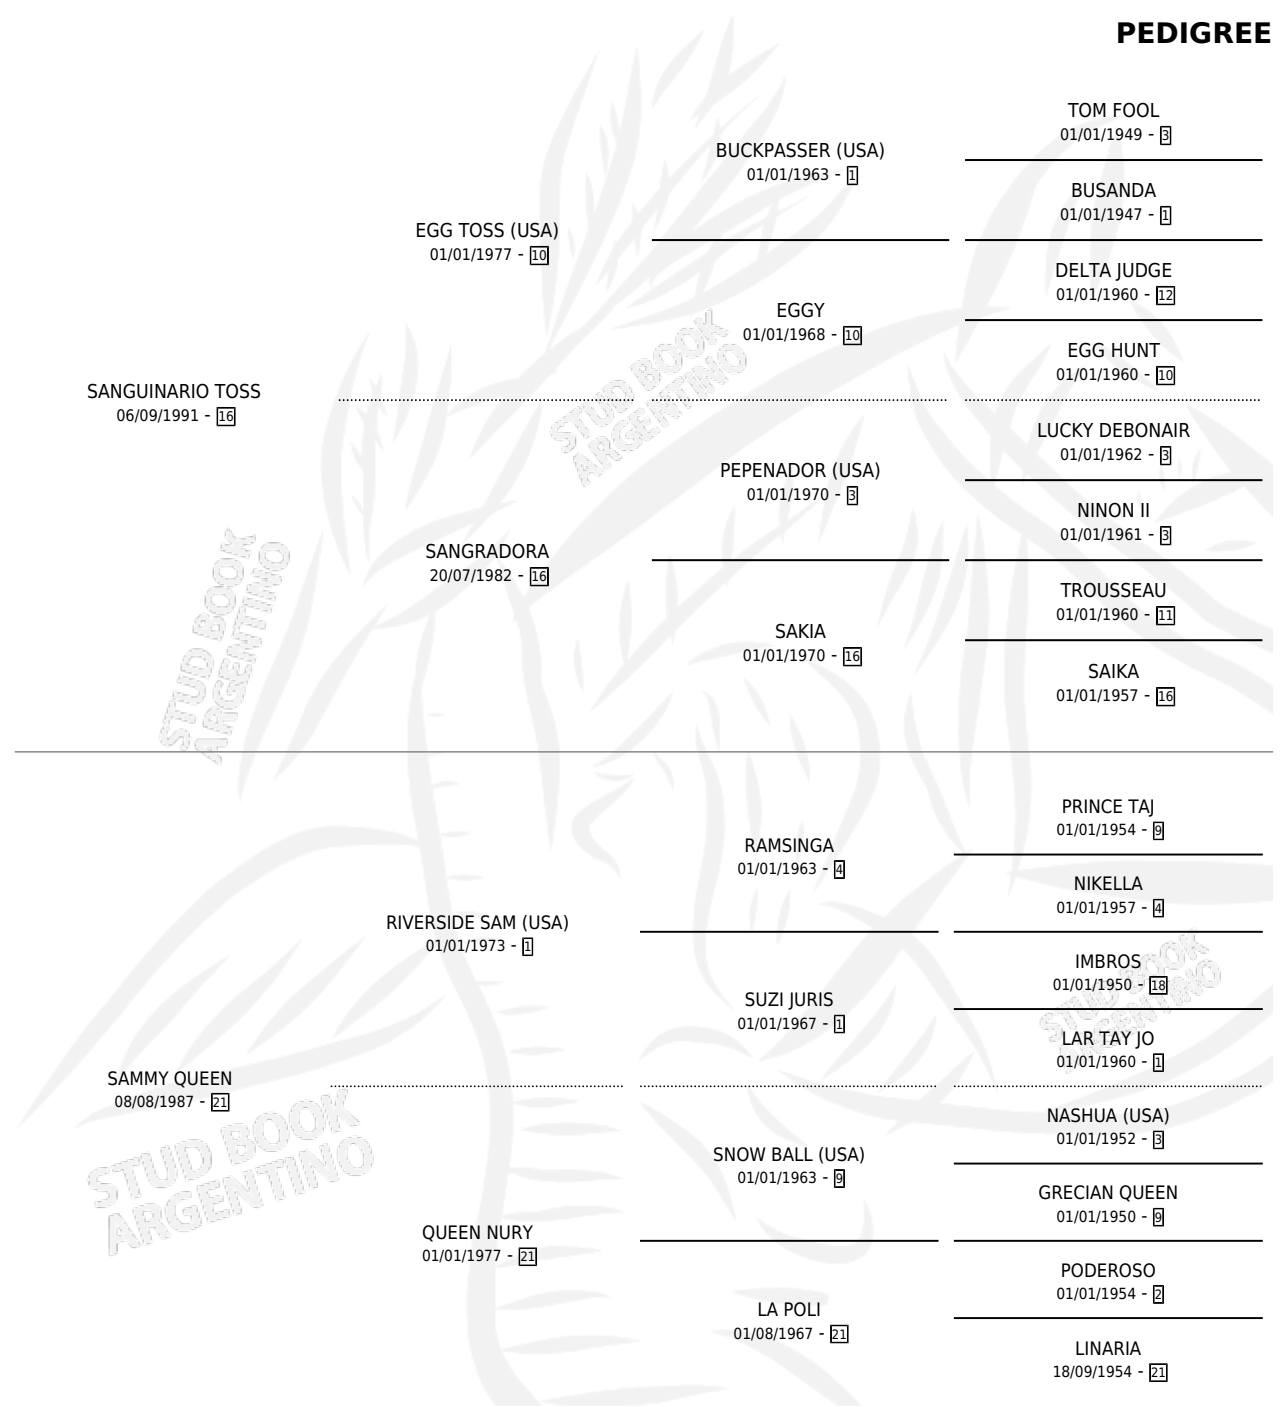 PEDIGREE
TOM FOOL
01/01/1949 - 3
BUCKPASSER (USA)
01/01/1963 - 1
BUSANDA
01/01/1947 - 1
EGG TOSS (USA)
01/01/1977 - 10
DELTA JUDGE
01/01/1960 - 12
EGGY
01/01/1968 - 10
EGG HUNT
01/01/1960 - 10
SANGUINARIO TOSS
06/09/1991 - 16
STUD BOOK
ARGENTINO
LUCKY DEBONAIR
01/01/1962 - 3
PEPENADOR (USA)
01/01/1970 - 3
NINON II
01/01/1961 - 3
SANGRADORA
20/07/1982 - 16
TROUSSEAU
01/01/1960 - 11
SAKIA
01/01/1970 - 16
SAIKA
01/01/1957 - 16
STUD BOOK
ARGENTINO
PRINCE TAJ
01/01/1954 - 9
RAMSINGA
01/01/1963 - 4
NIKELLA
01/01/1957 - 4
RIVERSIDE SAM (USA)
01/01/1973 - 1
IMBROS
01/01/1950 - 18
SUZI JURIS
01/01/1967 - 1
STUD BOOK
ARGENTINO
LAR TAY JO
01/01/1960 - 1
SAMMY QUEEN
08/08/1987 - 21
STUD BOOK
ARGENTINO
NASHUA (USA)
01/01/1952 - 3
SNOW BALL (USA)
01/01/1963 - 9
GRECIAN QUEEN
01/01/1950 - 9
QUEEN NURY
01/01/1977 - 21
PODEROSO
01/01/1954 - 2
LA POLI
01/08/1967 - 21
LINARIA
18/09/1954 - 21